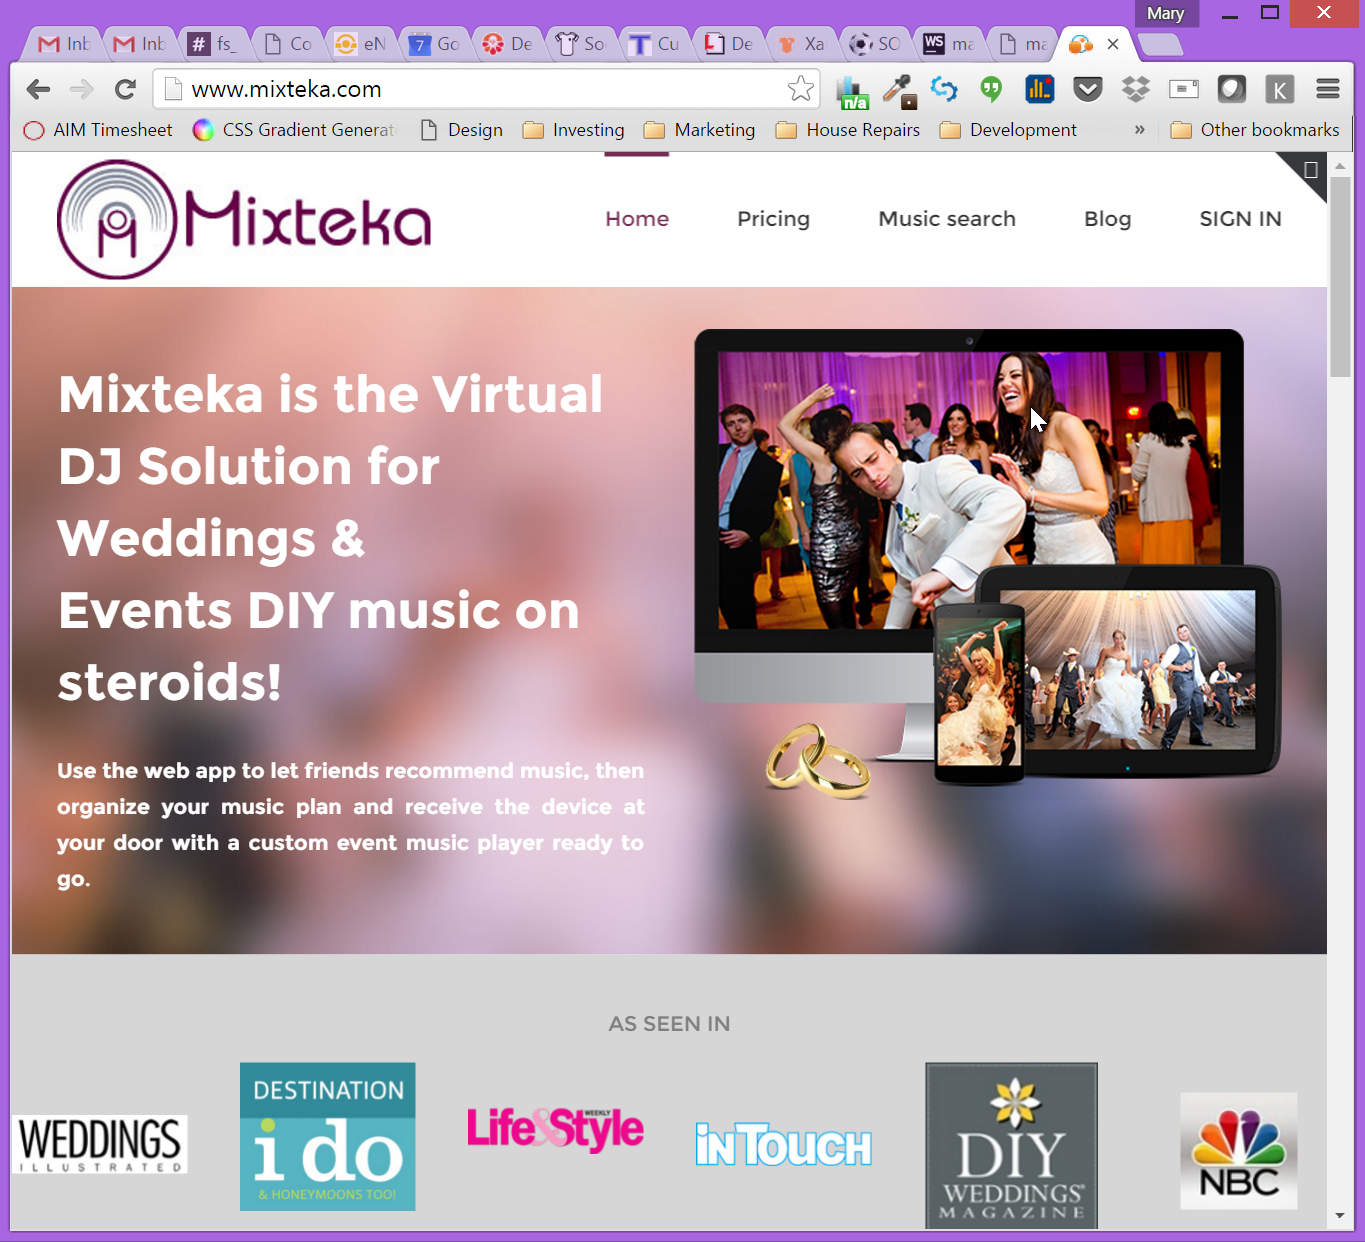 Mary
Inb
Inb
fs_
Co
eN
7
Go
De
So
T
Cu
De
Xa
SO
WS
ma
ma
www.mixteka.com
n/a
K
AIM Timesheet
CSS Gradient Generat
Design
Investing
Marketing
House Repairs
Development
»
Other bookmarks
Mixteka
Home
Pricing
Music search
Blog
SIGN IN
Mixteka is the Virtual
DJ Solution for
Weddings &
Events DIY music on
steroids!
Use the web app to let friends recommend music, then
organize your music plan and receive the device at
your door with a custom event music player ready to
go.
AS SEEN IN
WEDDINGS
ILLUSTRATED
DESTINATION
i do
& HONEYMOONS TOO!
Life&Style
WEEKLY
inTOUCH
DIY
WEDDINGS®
MAGAZINE
NBC